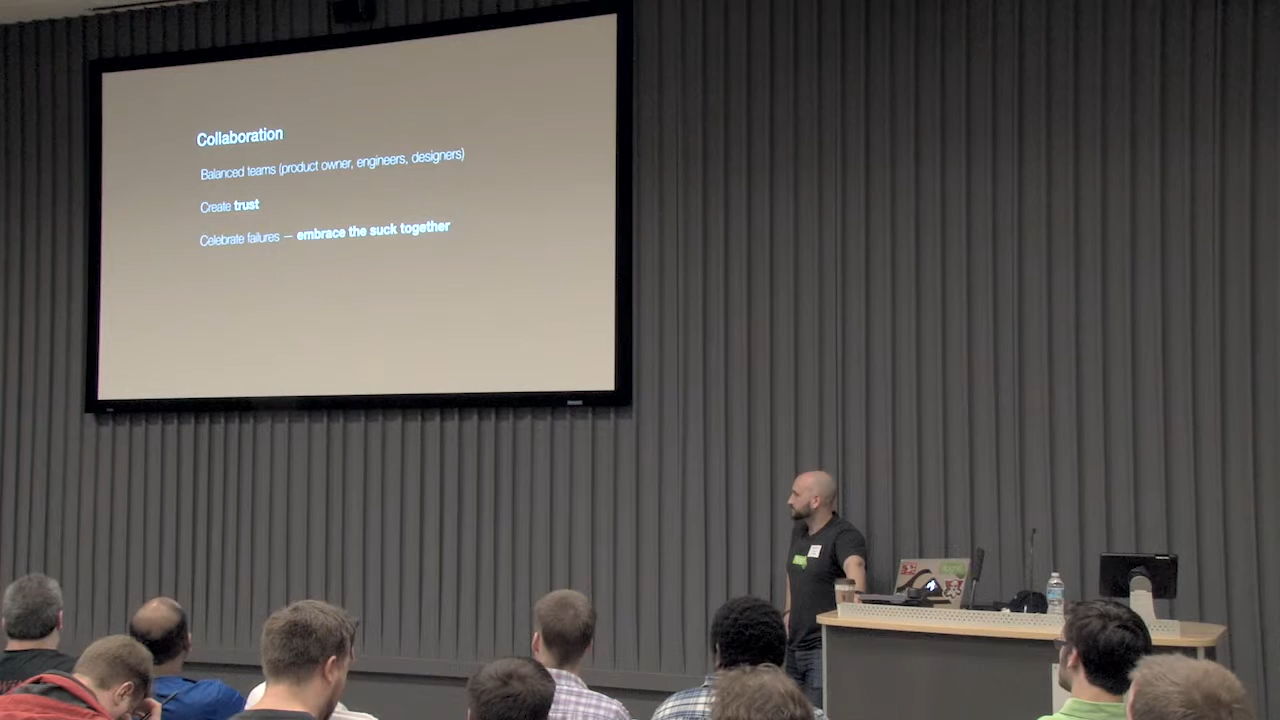 Collaboration
Balanced teams (product owner, engineers, designers)
Create trust
Celebrate failures — embrace the suck together